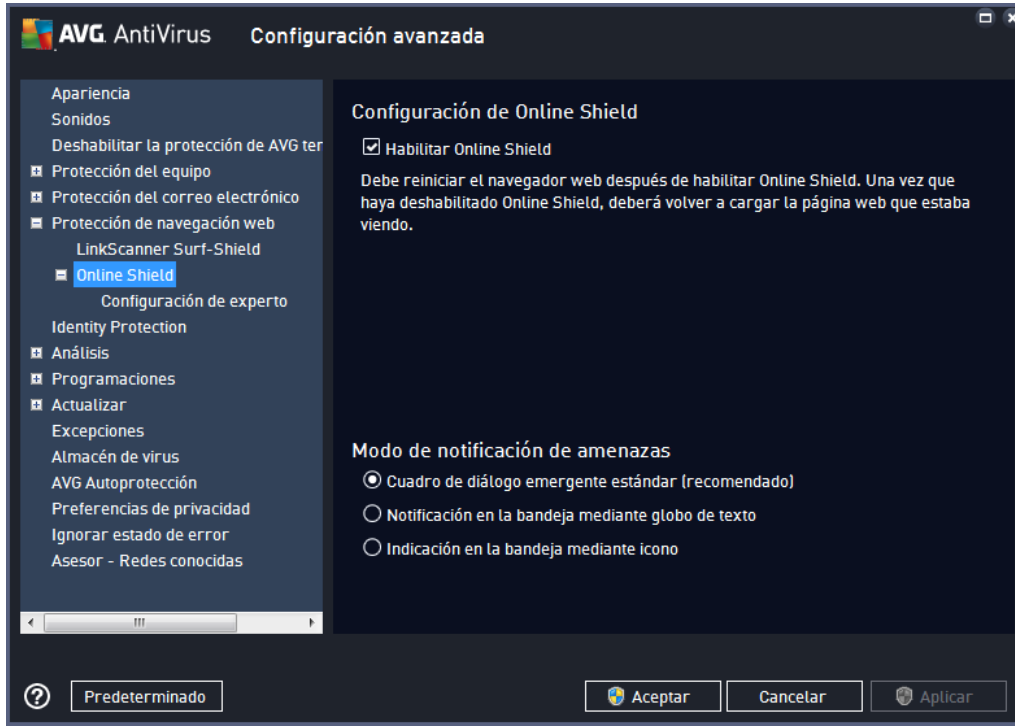 AVG. AntiVirus
Configuración avanzada
Apariencia
Sonidos
Deshabilitar la protección de AVG ter
Protección del equipo
Protección del correo electrónico
Protección de navegación web
LinkScanner Surf-Shield
Online Shield
Configuración de experto
Identity Protection
Análisis
Programaciones
Actualizar
Excepciones
Almacén de virus
AVG Autoprotección
Preferencias de privacidad
Ignorar estado de error
Asesor - Redes conocidas
Configuración de Online Shield
Habilitar Online Shield
Debe reiniciar el navegador web después de habilitar Online Shield. Una vez que
haya deshabilitado Online Shield, deberá volver a cargar la página web que estaba
viendo.
Modo de notificación de amenazas
Cuadro de diálogo emergente estándar (recomendado)
Notificación en la bandeja mediante globo de texto
Indicación en la bandeja mediante icono
Predeterminado
Aceptar
Cancelar
Aplicar